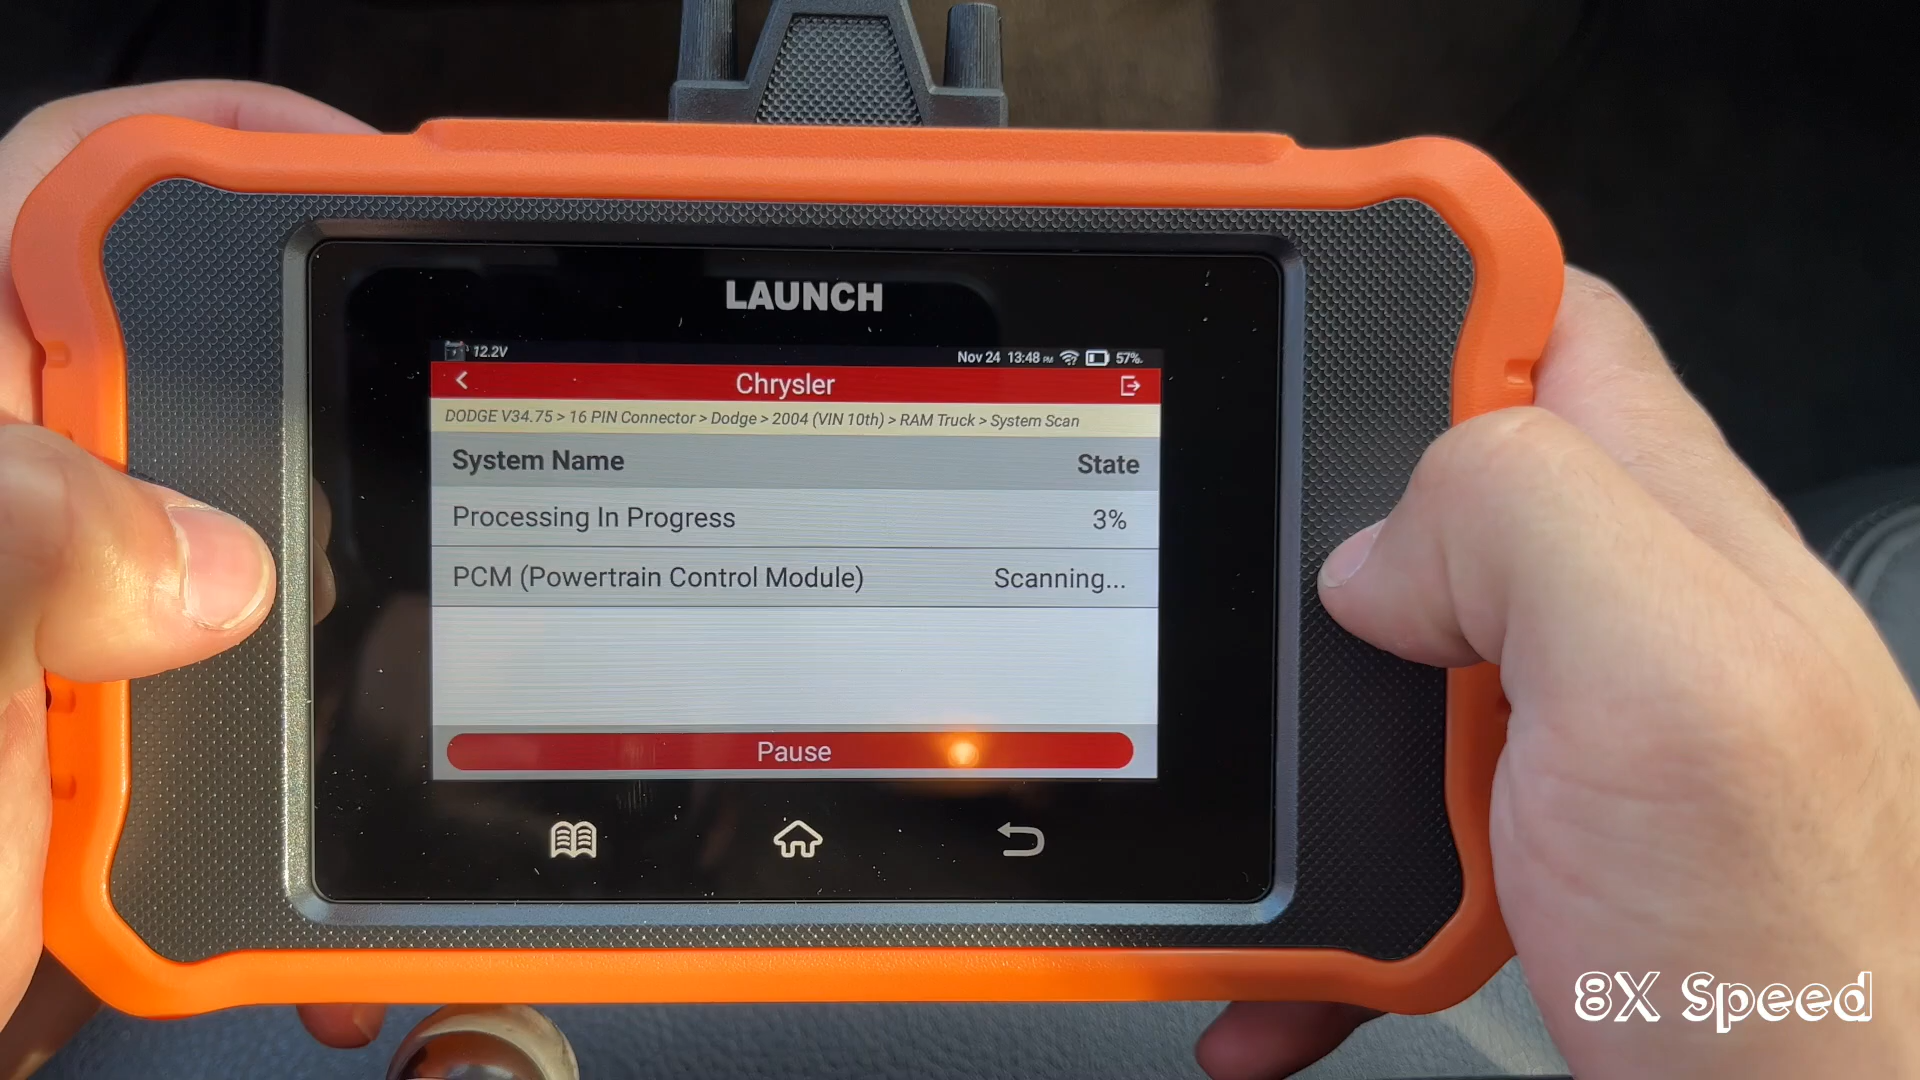 LAUNCH
12.2V Nov 24 13:48 PM 57%
Chrysler
DODGE V34.75 > 16 PIN Connector > Dodge > 2004 (VIN 10th) > RAM Truck > System Scan
System Name State
Processing In Progress 3%
PCM (Powertrain Control Module) Scanning...
Pause
8X Speed